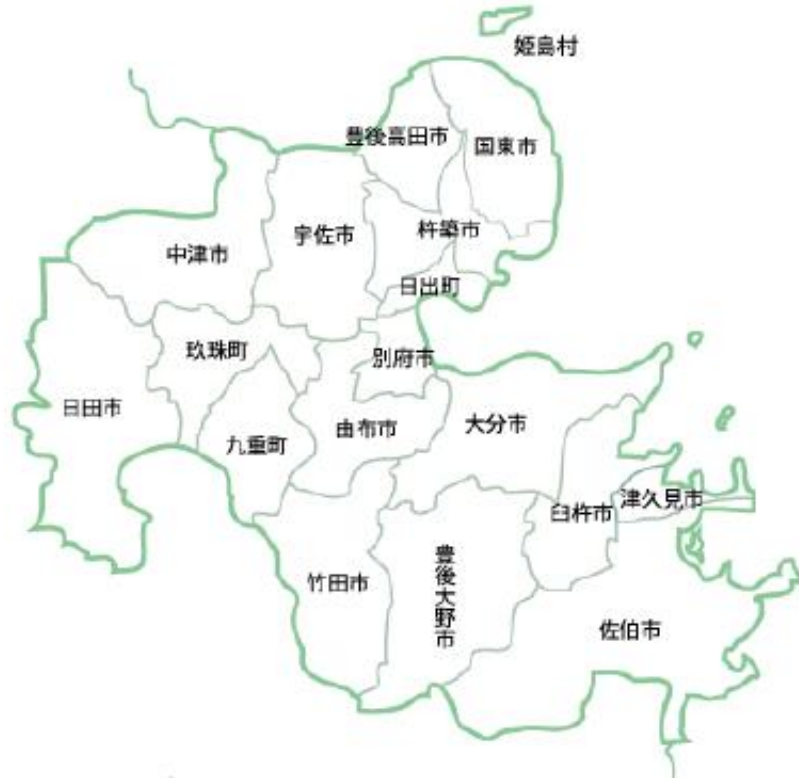 姫島村
豊後高田市
国東市
中津市
宇佐市
杵築市
日出町
玖珠町
別府市
日田市
九重町
由布市
大分市
臼杵市
津久見市
竹田市
豊後大野市
佐伯市